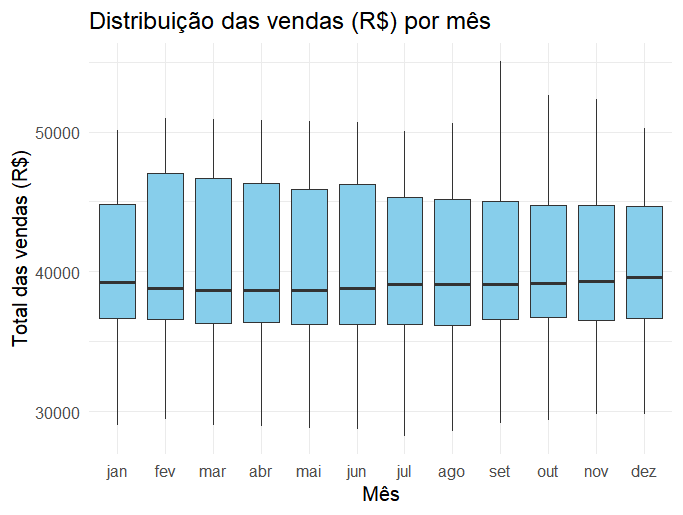 Distribuição das vendas (R$) por mês
Total das vendas (R$)
50000
40000
30000
jan fev mar abr mai jun jul ago set out nov dez
Mês